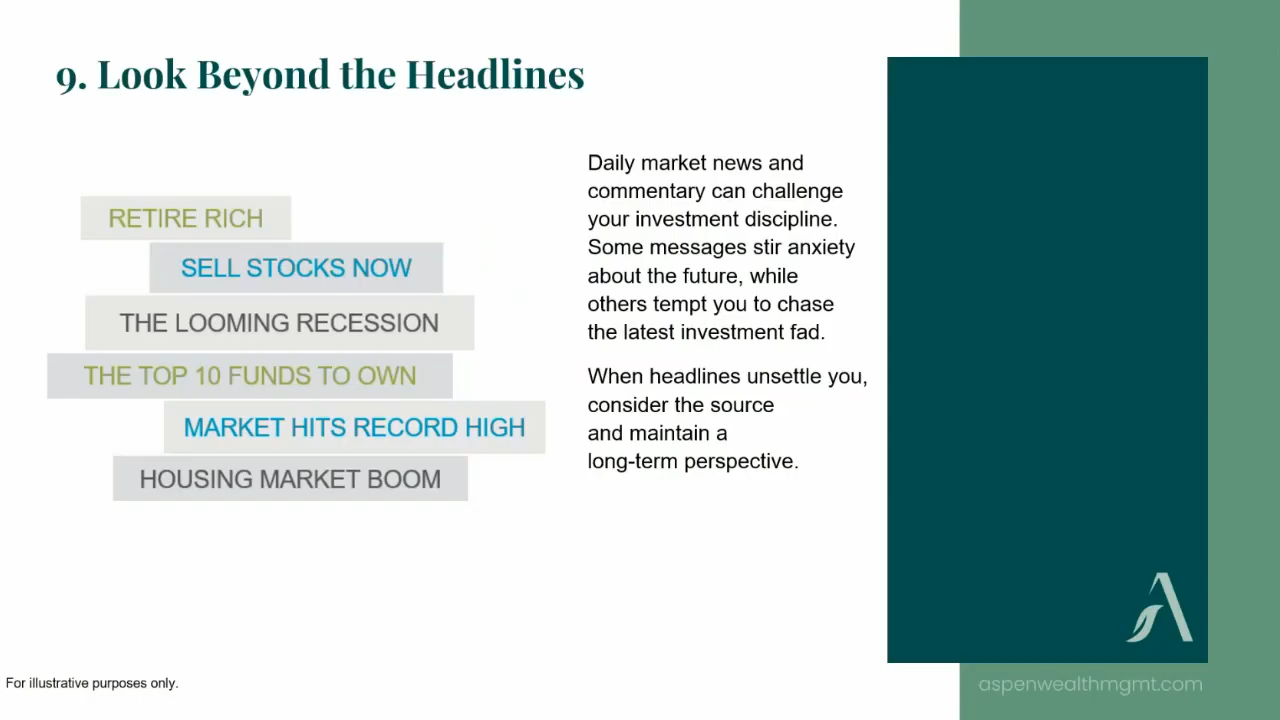 9. Look Beyond the Headlines
RETIRE RICH
SELL STOCKS NOW
THE LOOMING RECESSION
THE TOP 10 FUNDS TO OWN
MARKET HITS RECORD HIGH
HOUSING MARKET BOOM
Daily market news and
commentary can challenge
your investment discipline.
Some messages stir anxiety
about the future, while
others tempt you to chase
the latest investment fad.
When headlines unsettle you,
consider the source
and maintain a
long-term perspective.
For illustrative purposes only.
aspenwealthmgmt.com